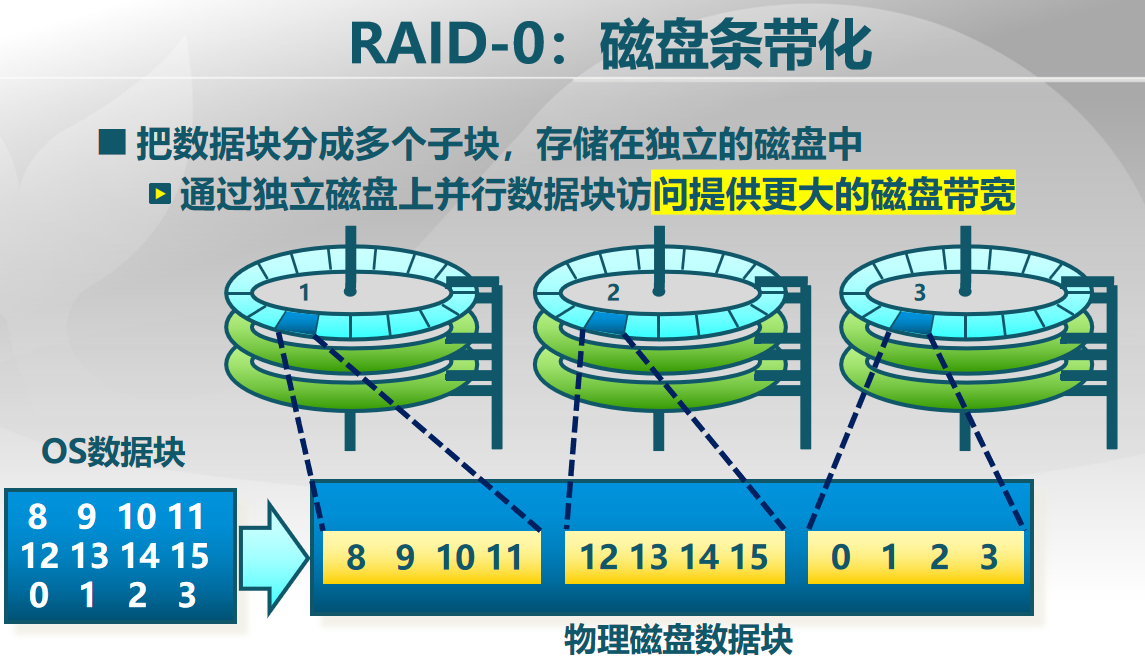 RAID-0：磁盘条带化
把数据块分成多个子块，存储在独立的磁盘中
通过独立磁盘上并行数据块访问提供更大的磁盘带宽
1
2
3
OS数据块
8 9 10 11
12 13 14 15
0 1 2 3
8 9 10 11
12 13 14 15
0 1 2 3
物理磁盘数据块